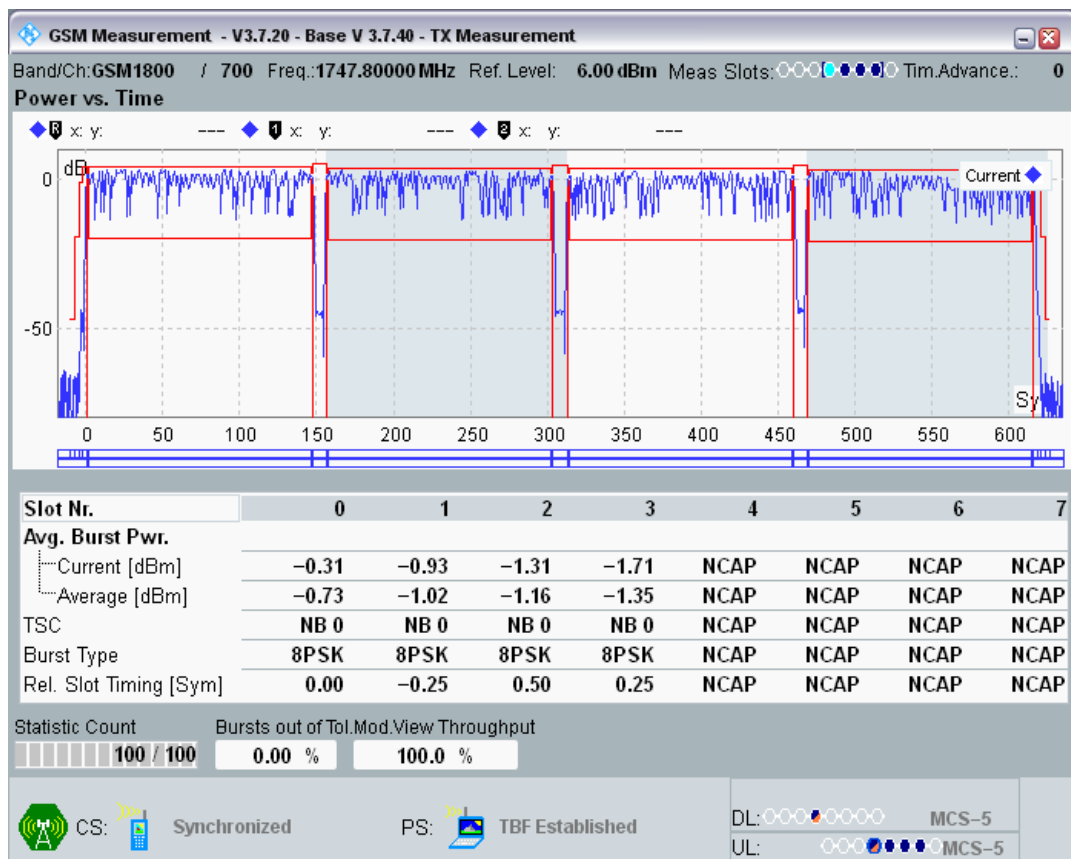 GSM Measurement - V3.7.20 - Base V 3.7.40 - TX Measurement
Band/Ch:GSM1800 / 700 Freq.:1747.80000 MHz Ref. Level: 6.00 dBm Meas Slots: Tim.Advance.: 0
Power vs. Time
R x: y: --- 1 x: y: --- 2 x: y: ---
dB
Current
0
-50
Sy
0 50 100 150 200 250 300 350 400 450 500 550 600
Slot Nr. 0 1 2 3 4 5 6 7
Avg. Burst Pwr.
Current [dBm] −0.31 −0.93 −1.31 −1.71 NCAP NCAP NCAP NCAP
Average [dBm] −0.73 −1.02 −1.16 −1.35 NCAP NCAP NCAP NCAP
TSC NB 0 NB 0 NB 0 NB 0 NCAP NCAP NCAP NCAP
Burst Type 8PSK 8PSK 8PSK 8PSK NCAP NCAP NCAP NCAP
Rel. Slot Timing [Sym] 0.00 −0.25 0.50 0.25 NCAP NCAP NCAP NCAP
Statistic Count Bursts out of Tol.Mod.View Throughput
100 / 100 0.00 % 100.0 %
CS: Synchronized PS: TBF Established DL: MCS−5
UL: MCS−5